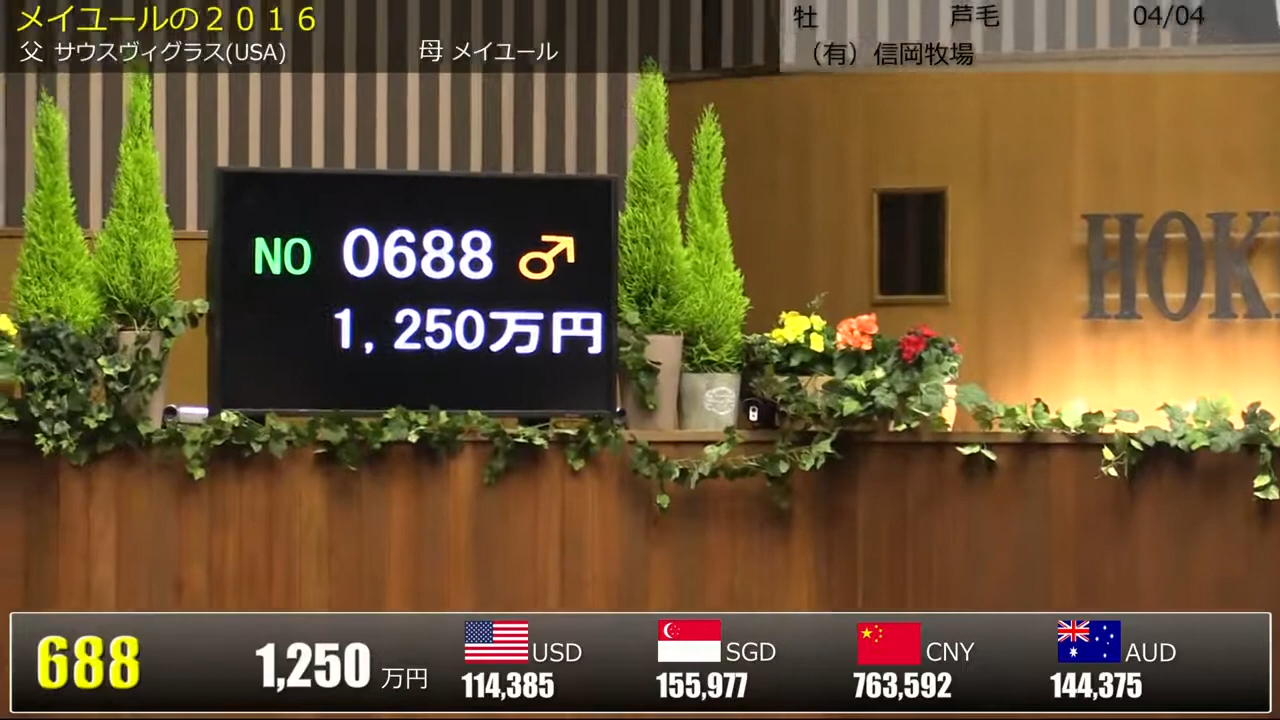 メイユールの２０１６
牡 芦毛 04/04
父 サウスヴィグラス(USA) 母 メイユール
（有）信岡牧場
NO 0688 ♂
1,250万円
HOK
688 1,250 万円
USD 114,385
SGD 155,977
CNY 763,592
AUD 144,375